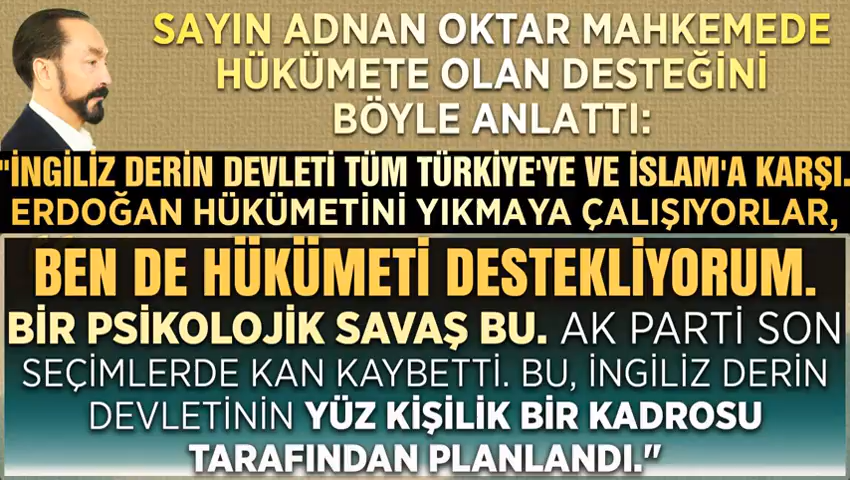 SAYIN ADNAN OKTAR MAHKEMEDE
HÜKÜMETE OLAN DESTEĞİNİ
BÖYLE ANLATTI:
"İNGİLİZ DERİN DEVLETİ TÜM TÜRKİYE'YE VE İSLAM'A KARŞI.
ERDOĞAN HÜKÜMETİNİ YIKMAYA ÇALIŞIYORLAR,
BEN DE HÜKÜMETİ DESTEKLİYORUM.
BİR PSİKOLOJİK SAVAŞ BU. AK PARTİ SON
SEÇİMLERDE KAN KAYBETTİ. BU, İNGİLİZ DERİN
DEVLETİNİN YÜZ KİŞİLİK BİR KADROSU
TARAFINDAN PLANLANDI."